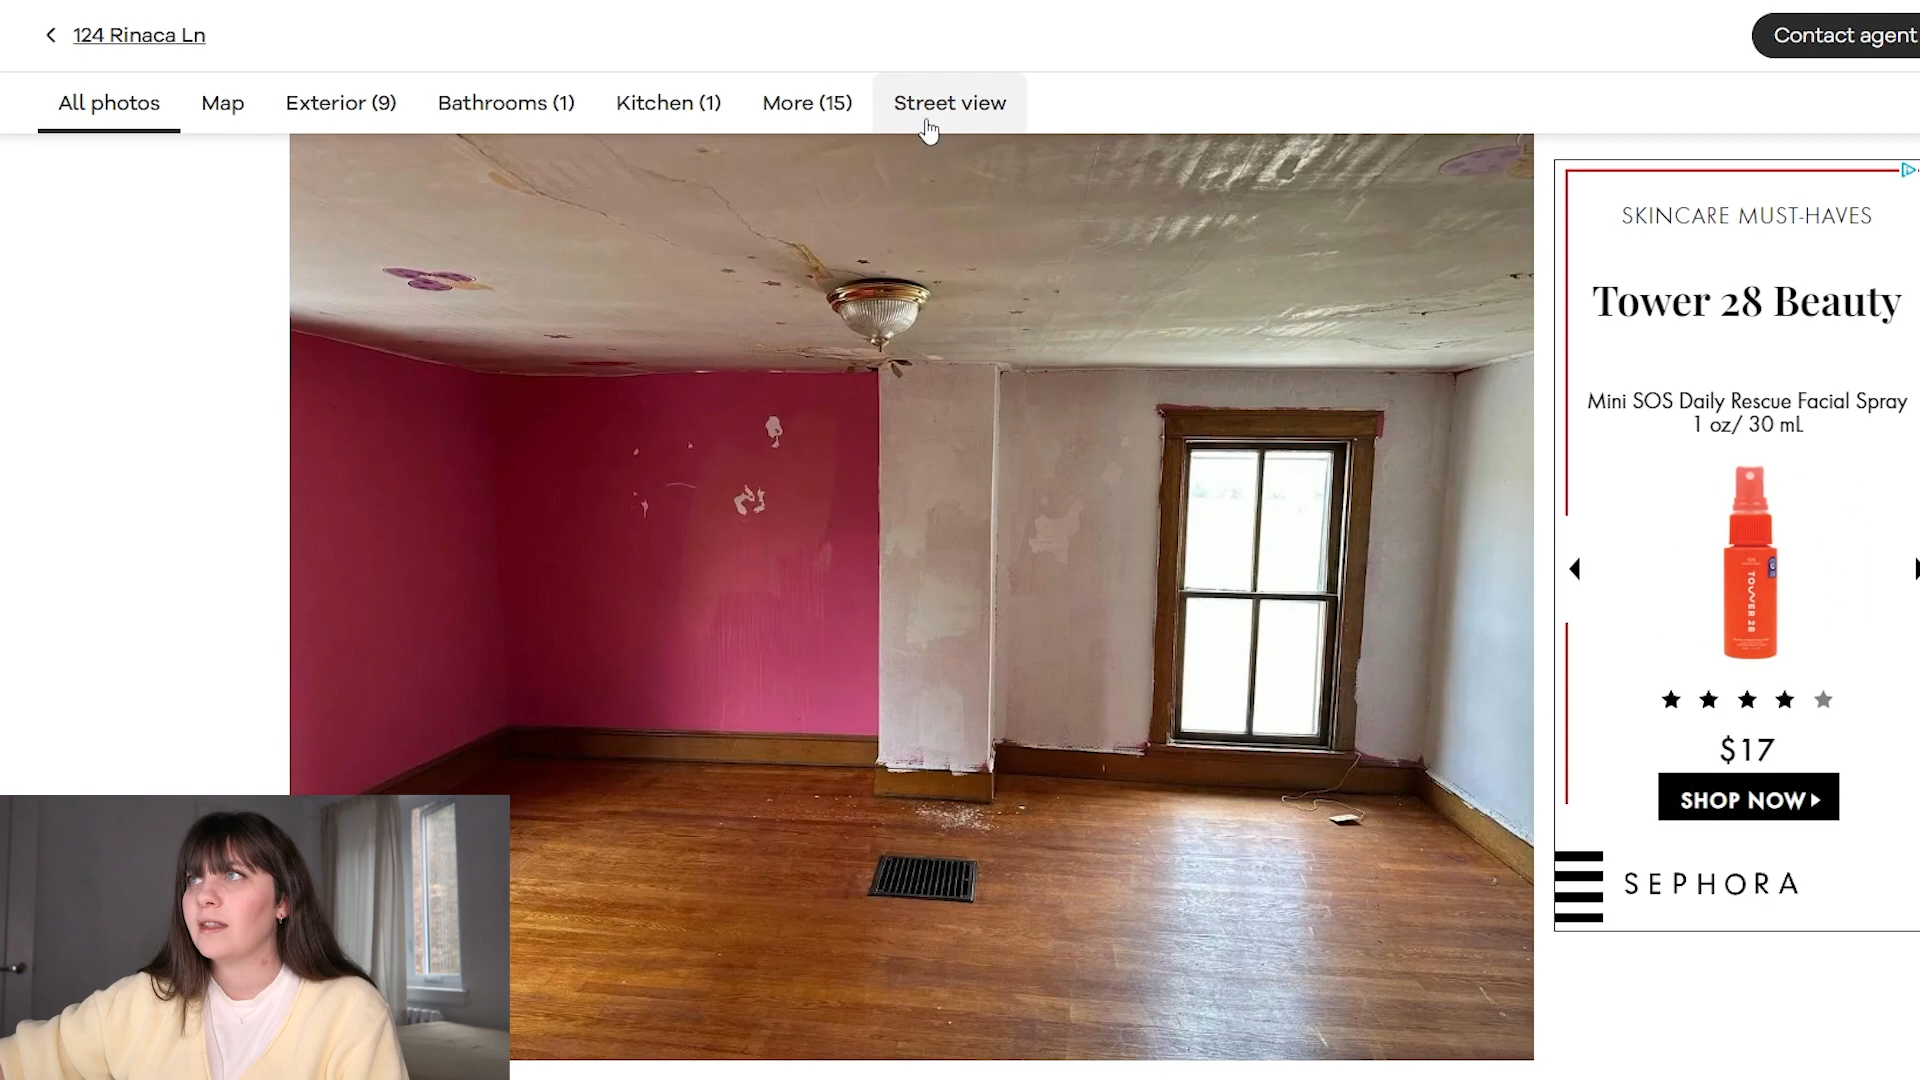 124 Rinaca Ln
Contact agent
All photos
Map
Exterior (9)
Bathrooms (1)
Kitchen (1)
More (15)
Street view
SKINCARE MUST-HAVES
Tower 28 Beauty
Mini SOS Daily Rescue Facial Spray
1 oz/ 30 mL
TOWER 28
$17
SHOP NOW
SEPHORA